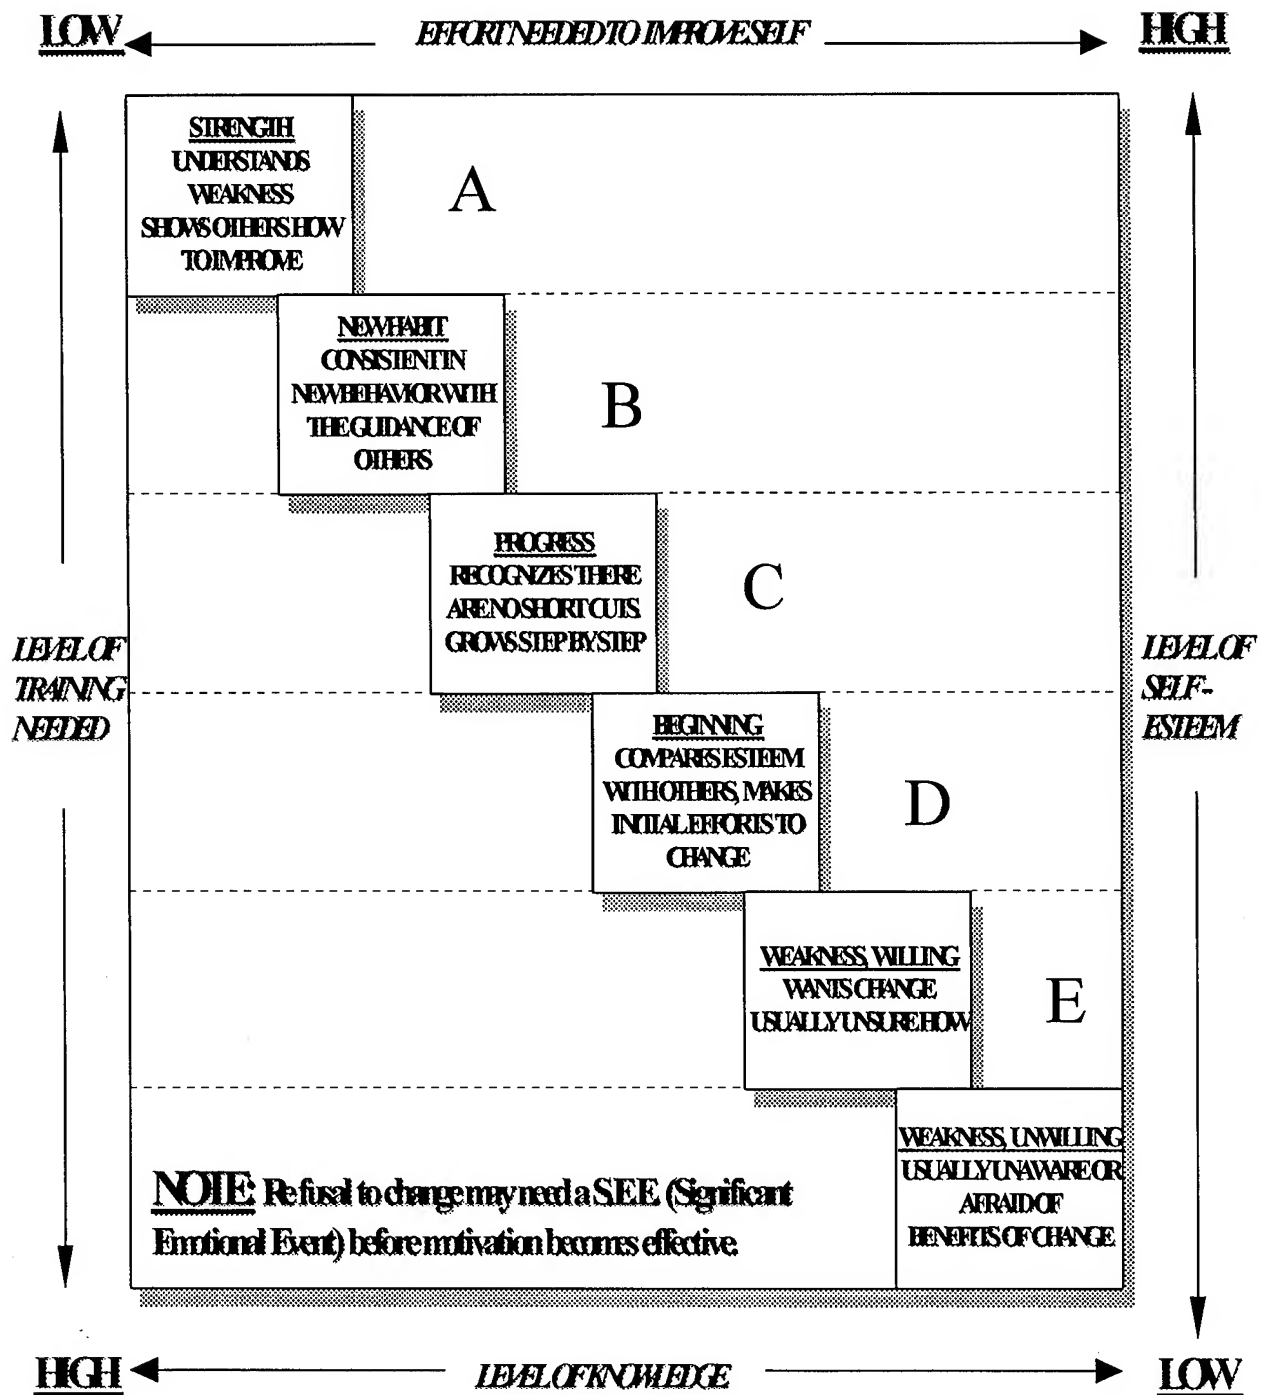 LOW EFFORT NEEDED TO IMPROVE SELF HIGH
STRENGTH
UNDERSTANDS
WEAKNESS
SHOWS OTHERS HOW
TO IMPROVE
A
NEW HABIT
CONSISTENT IN
NEW BEHAVIOR WITH
THE GUIDANCE OF
OTHERS
B
PROGRESS
RECOGNIZES THERE
ARE NO SHORT CUTS.
GROWS STEP BY STEP
C
LEVEL OF
TRAINING
NEEDED
LEVEL OF
SELF-
ESTEEM
BEGINNING
COMPARES ESTEEM
WITH OTHERS, MAKES
INITIAL EFFORTS TO
CHANGE
D
WEAKNESS, WILLING
WANTS CHANGE
USUALLY UNSURE HOW
E
WEAKNESS, UNWILLING
USUALLY UNAWARE OR
AFRAID OF
BENEFITS OF CHANGE
NOTE: Refusal to change may need a S.E.E. (Significant
Emotional Event) before motivation becomes effective.
HIGH LEVEL OF KNOWLEDGE LOW